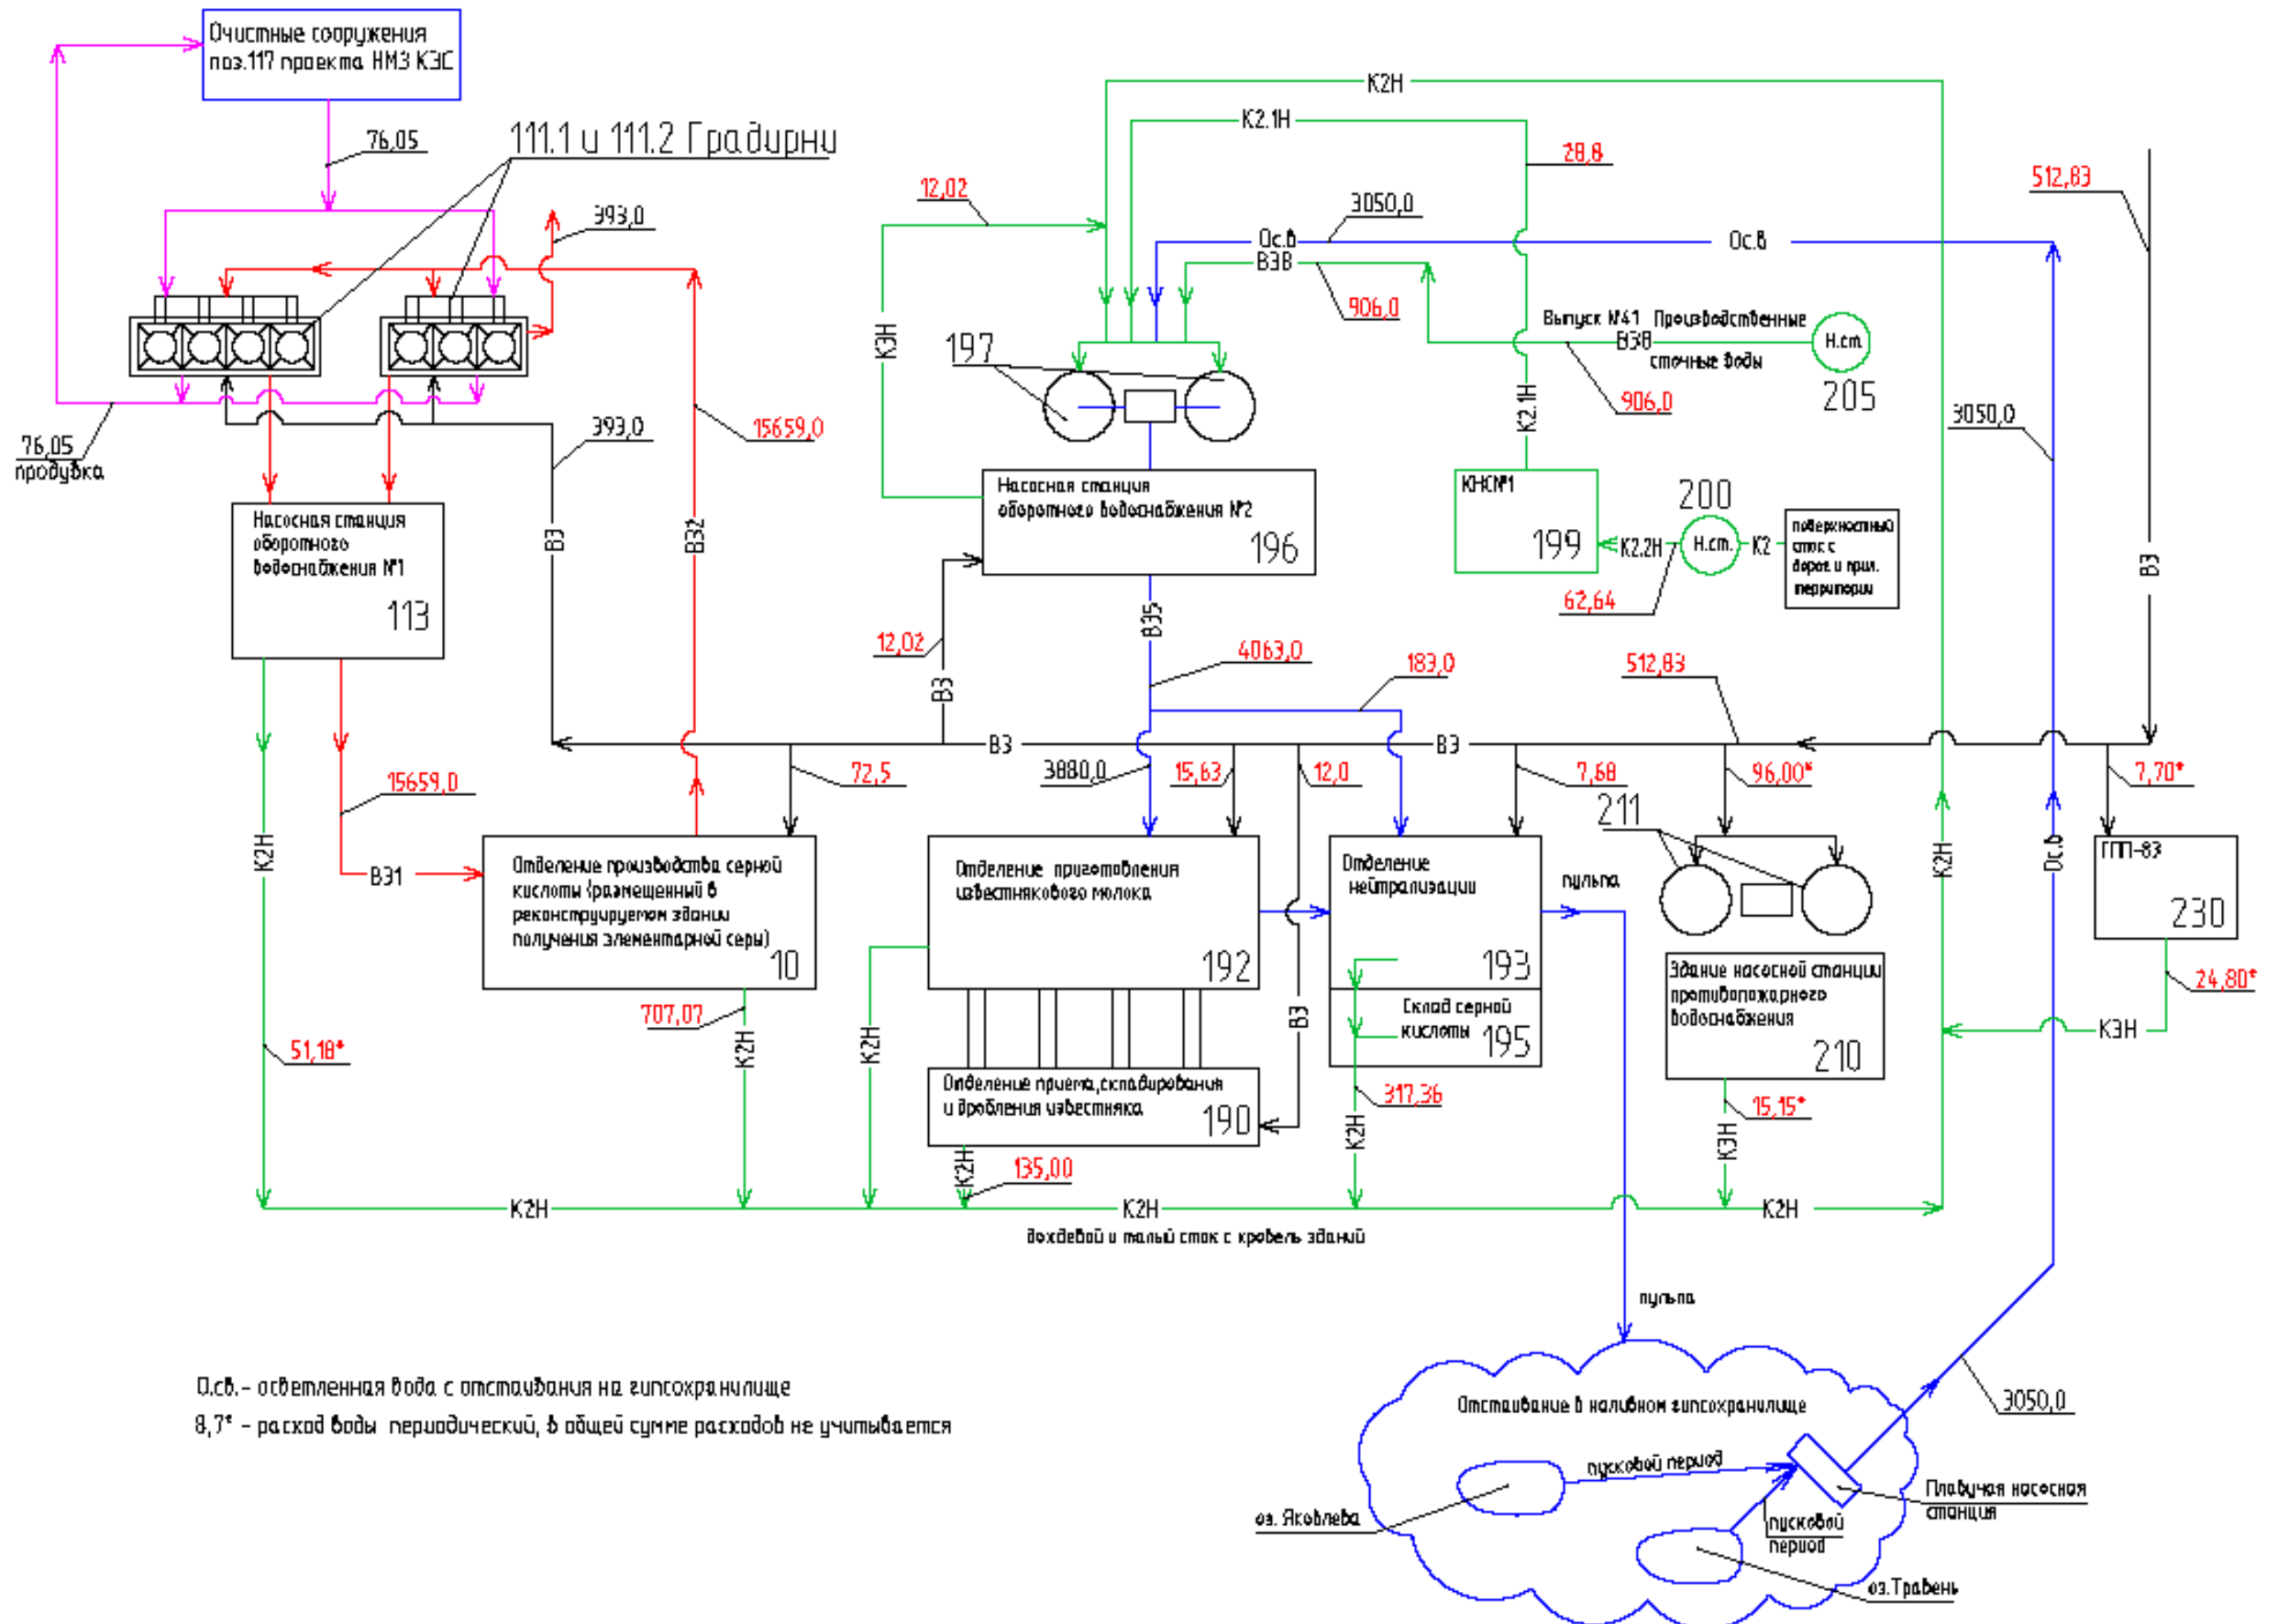 Очистные сооружения
поз.117 проекта НМЗ КЭС
76,05
111.1 и 111.2 Градирни
393,0
76,05
продувка
393,0
15659,0
В3
В32
Насосная станция
оборотного
водоснабжения №1
113
15659,0
В31
К2Н
51,18*
К2Н
К2.1Н
28,8
12,02
3050,0
Ос.в
Ос.в
В3В
906,0
К3Н
197
Выпуск №41 Производственные
В3В
сточные воды
Н.ст.
205
906,0
К2.1Н
512,83
3050,0
В3
Насосная станция
оборотного водоснабжения №2
196
КНС№1
199
К2.2Н
200
Н.ст.
К2
поверхностный
сток с
дорог и прил.
территории
62,64
12,02
В3
В35
4063,0
183,0
512,83
В3
В3
72,5
3880,0
15,63
12,0
7,68
96,00*
7,70*
211
Отделение производства серной
кислоты (размещенный в
реконструируемом здании
получения элементарной серы)
10
707,07
К2Н
Отделение приготовления
известнякового молока
192
К2Н
В3
Отделение приема,складирования
и дробления известняка
190
К2Н
135,00
Отделение
нейтрализации
193
Склад серной
кислоты
195
317,36
К2Н
пульпа
Здание насосной станции
противопожарного
водоснабжения
210
15,15*
К3Н
К2Н
Ос.в
ГПП-83
230
24,80*
К3Н
К2Н
К2Н
К2Н
дождевой и талый сток с кровель зданий
пульпа
О.св.- осветленная вода с отстаивания на гипсохранилище
8,7* - расход воды периодический, в общей сумме расходов не учитывается
Отстаивание в наливном гипсохранилище
3050,0
пусковой период
оз. Яковлева
Плавучая насосная
станция
пусковой
период
оз.Травень